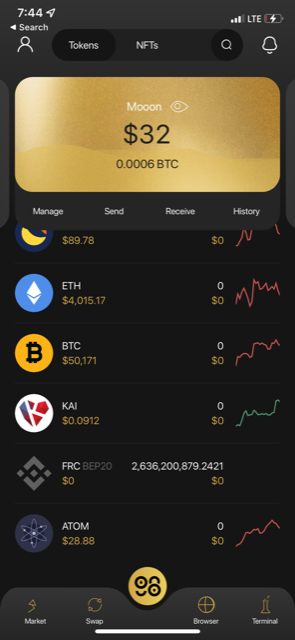 7:44
LTE
◀ Search
Tokens NFTs
Mooon
$32
0.0006 BTC
Manage Send Receive History
$89.78 $0
ETH 0
$4,015.17 $0
BTC 0
$50,171 $0
KAI 0
$0.0912 $0
FRC BEP20 2,636,200,879.2421
$0 $0
ATOM 0
$28.88 $0
98
Market Swap Browser Terminal